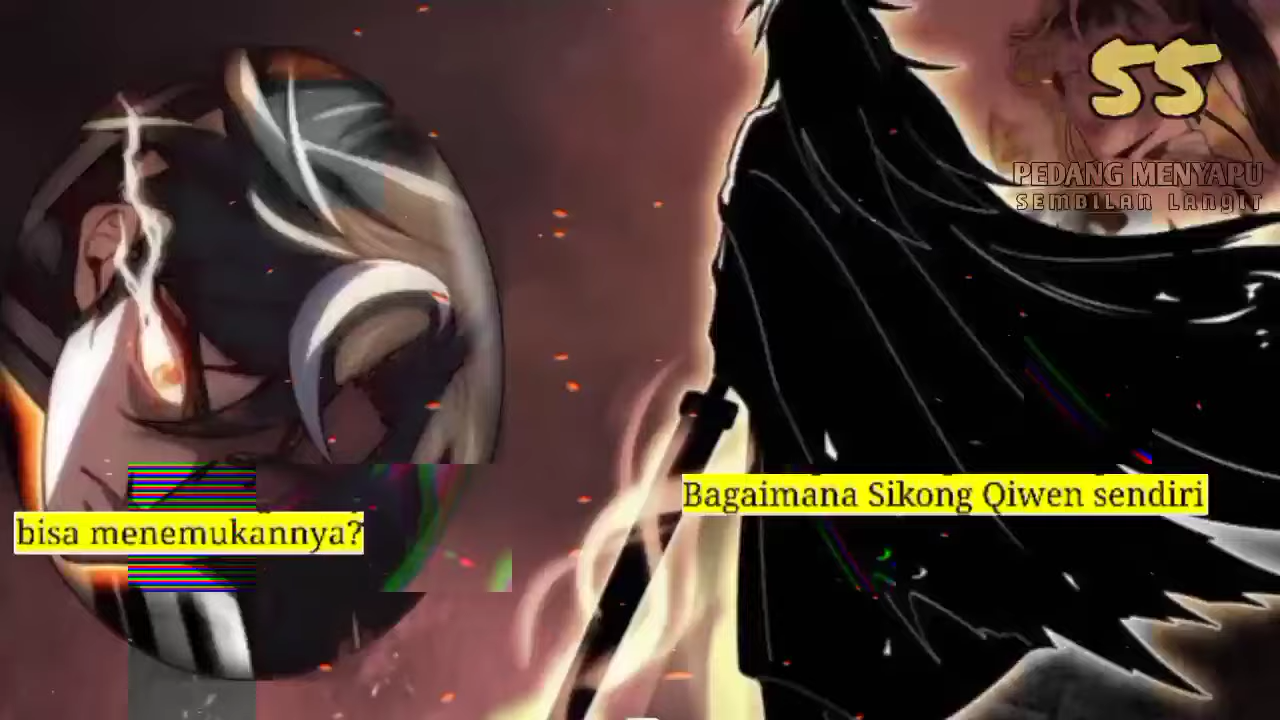 55
PEDANG MENYAPU
SEMBILAN LANGIT
Bagaimana Sikong Qiwen sendiri
bisa menemukannya?